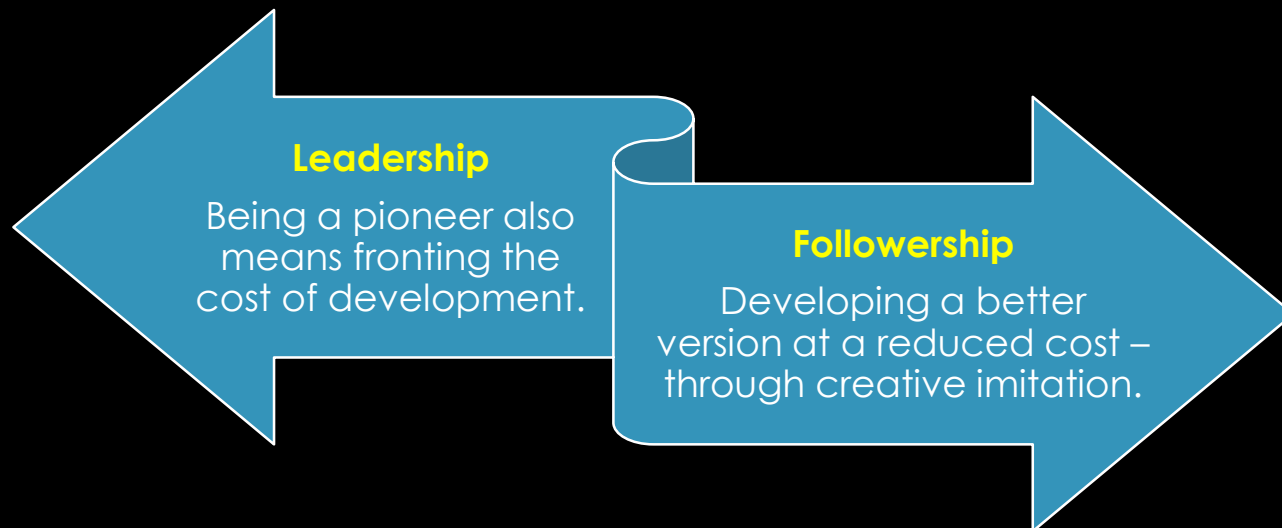 Leadership
Being a pioneer also
means fronting the
cost of development.
Followership
Developing a better
version at a reduced cost –
through creative imitation.